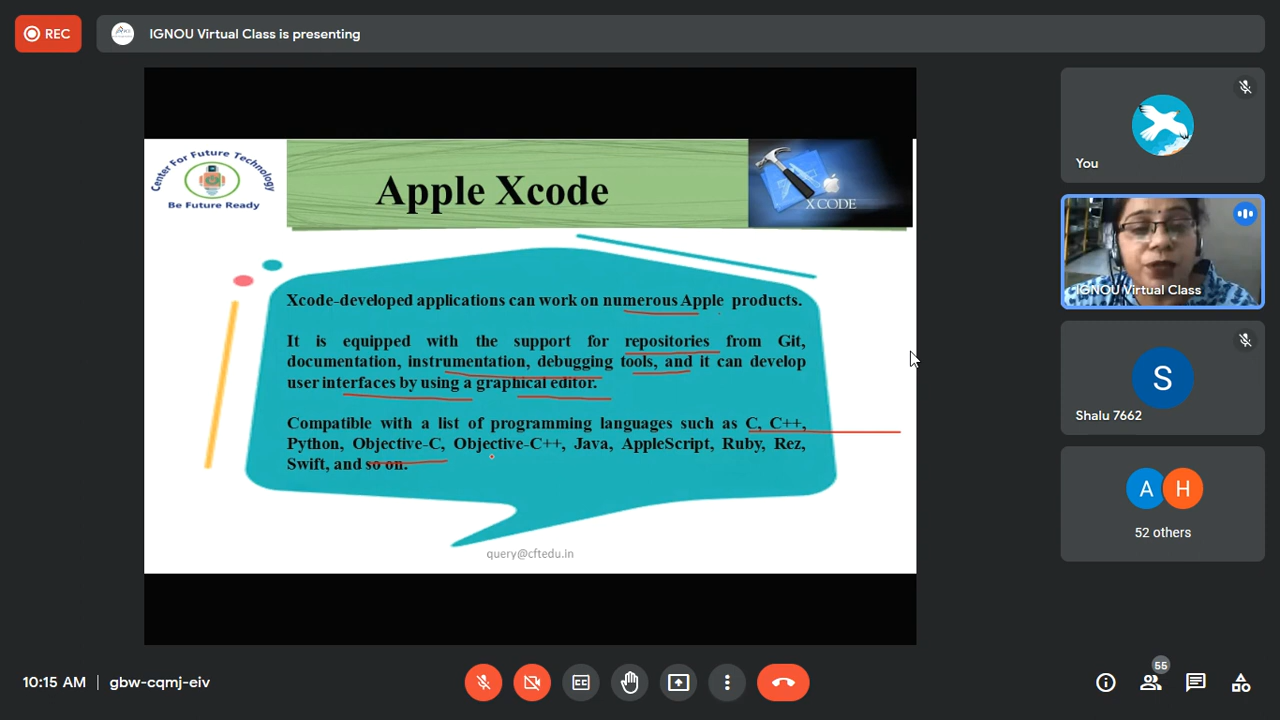 REC
IGNOU Virtual Class is presenting
Center For Future Technology
Be Future Ready
Apple Xcode
X CODE
Xcode-developed applications can work on numerous Apple products.
It is equipped with the support for repositories from Git,
documentation, instrumentation, debugging tools, and it can develop
user interfaces by using a graphical editor.
Compatible with a list of programming languages such as C, C++,
Python, Objective-C, Objective-C++, Java, AppleScript, Ruby, Rez,
Swift, and so on.
query@cftedu.in
You
IGNOU Virtual Class
S
Shalu 7662
A H
52 others
10:15 AM | gbw-cqmj-eiv
CC
55